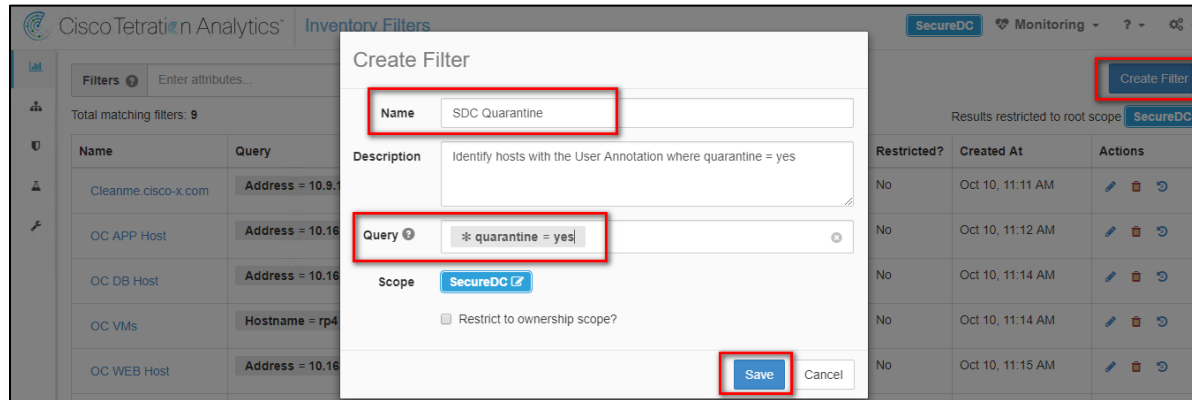 Cisco Tetration Analytics™ Inventory Filters SecureDC Monitoring ?
Filters ? Enter attributes... Create Filter
Total matching filters: 9 Results restricted to root scope SecureDC
Name Query Restricted? Created At Actions
Cleanme.cisco-x.com Address = 10.9.1 No Oct 10, 11:11 AM
OC APP Host Address = 10.16 No Oct 10, 11:12 AM
OC DB Host Address = 10.16 No Oct 10, 11:14 AM
OC VMs Hostname = rp4 No Oct 10, 11:14 AM
OC WEB Host Address = 10.16 No Oct 10, 11:15 AM
Create Filter
Name SDC Quarantine
Description Identify hosts with the User Annotation where quarantine = yes
Query ? * quarantine = yes
Scope SecureDC
Restrict to ownership scope?
Save Cancel